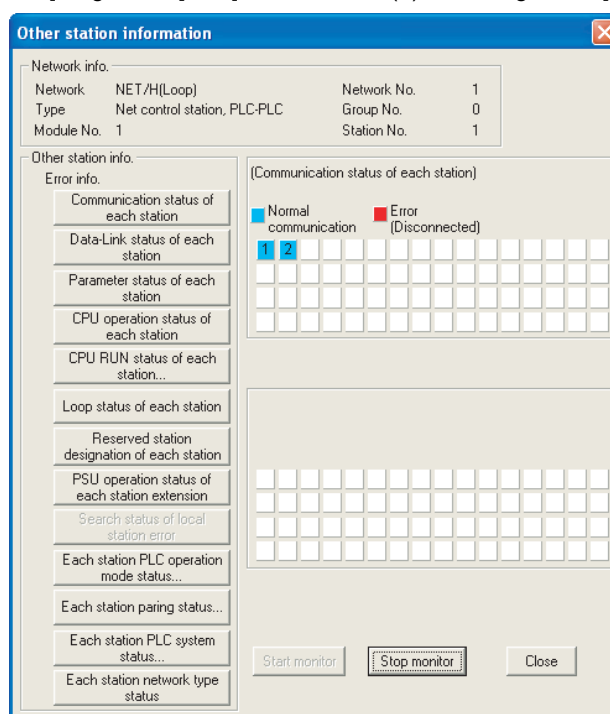 Other station information
Network info.
Network NET/H(Loop) Network No. 1
Type Net control station, PLC-PLC Group No. 0
Module No. 1 Station No. 1
Other station info.
Error info.
Communication status of
each station
Data-Link status of each
station
Parameter status of each
station
CPU operation status of
each station
CPU RUN status of each
station...
Loop status of each station
Reserved station
designation of each station
PSU operation status of
each station extension
Search status of local
station error
Each station PLC operation
mode status...
Each station paring status...
Each station PLC system
status...
Each station network type
status
(Communication status of each station)
Normal
communication
Error
(Disconnected)
1 2
Start monitor Stop monitor Close